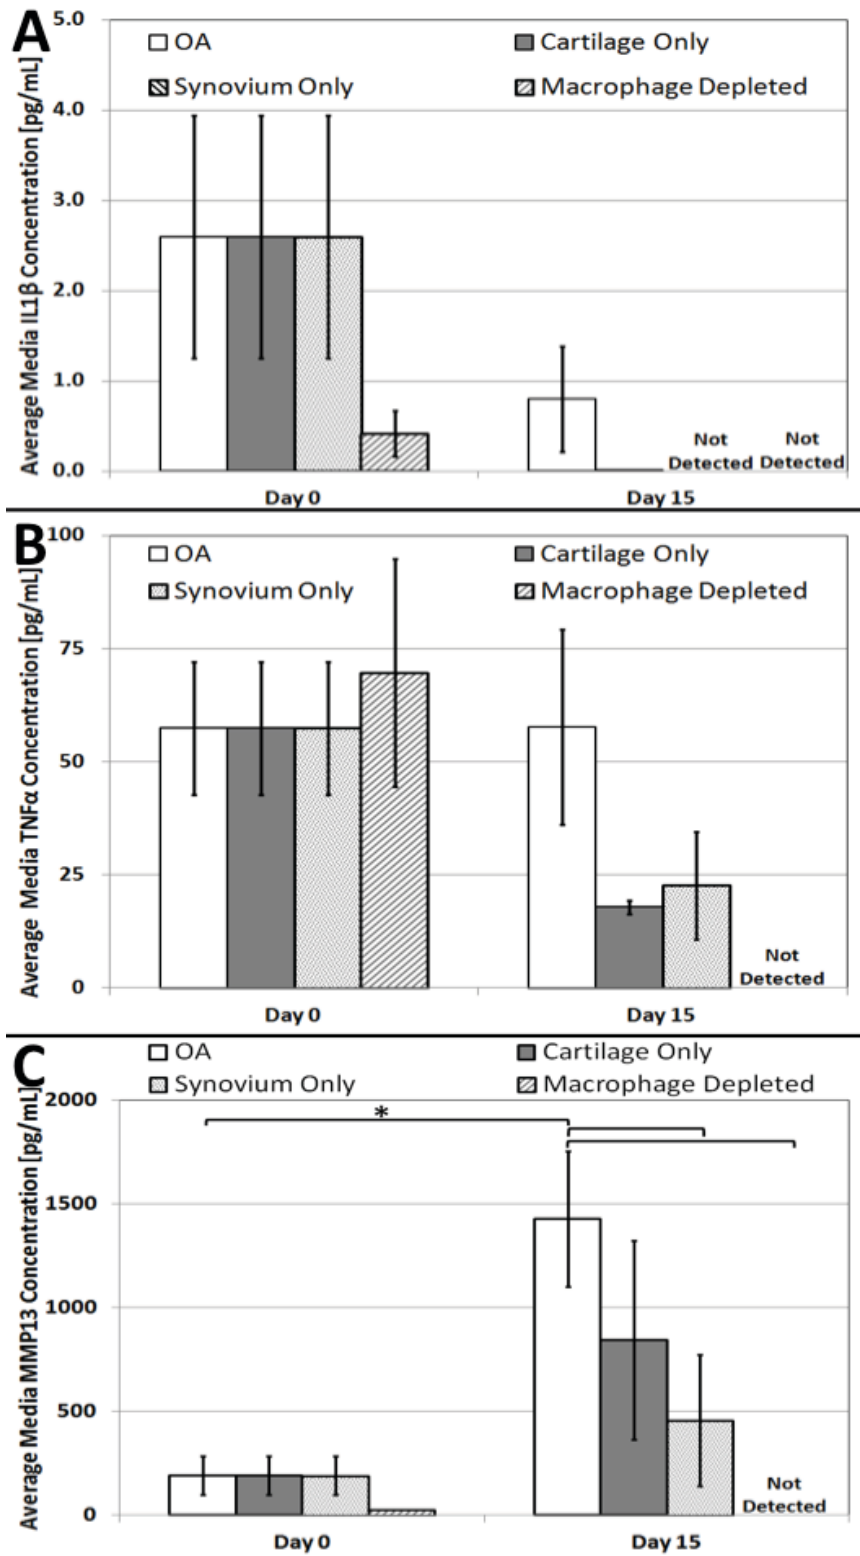 A
Average Media IL1β Concentration [pg/mL]
5.0
4.0
3.0
2.0
1.0
0.0
OA
Cartilage Only
Synovium Only
Macrophage Depleted
Not
Detected
Not
Detected
Day 0
Day 15
B
Average Media TNFα Concentration [pg/mL]
100
75
50
25
0
OA
Cartilage Only
Synovium Only
Macrophage Depleted
Not
Detected
Day 0
Day 15
C
Average Media MMP13 Concentration [pg/mL]
OA
Cartilage Only
Synovium Only
Macrophage Depleted
2000
1500
1000
500
0
*
Not
Detected
Day 0
Day 15